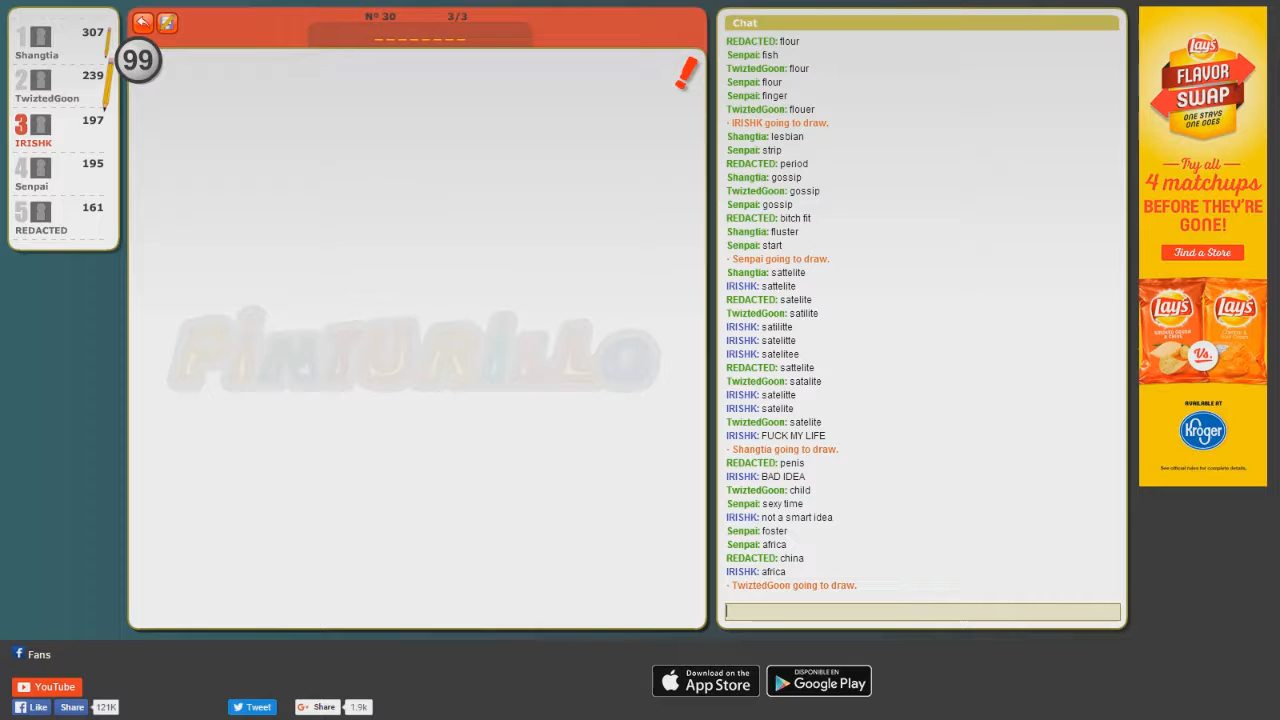 1 307
Shangtia
2 239
TwiztedGoon
3 197
IRISHK
4 195
Senpai
5 161
REDACTED
99
Nº 30 3/3
_ _ _ _ _ _ _ _
!
PINTURILLO
Chat
REDACTED: flour
Senpai: fish
TwiztedGoon: flour
Senpai: flour
Senpai: finger
TwiztedGoon: flouer
· IRISHK going to draw.
Shangtia: lesbian
Senpai: strip
REDACTED: period
Shangtia: gossip
TwiztedGoon: gossip
Senpai: gossip
REDACTED: bitch fit
Shangtia: fluster
Senpai: start
· Senpai going to draw.
Shangtia: sattelite
IRISHK: sattelite
REDACTED: satelite
TwiztedGoon: satilite
IRISHK: satilitte
IRISHK: satelitte
IRISHK: satelitee
REDACTED: sattelite
TwiztedGoon: satalite
IRISHK: satelitte
IRISHK: satelite
TwiztedGoon: satelite
IRISHK: FUCK MY LIFE
· Shangtia going to draw.
REDACTED: penis
IRISHK: BAD IDEA
TwiztedGoon: child
Senpai: sexy time
IRISHK: not a smart idea
Senpai: foster
Senpai: africa
REDACTED: china
IRISHK: africa
· TwiztedGoon going to draw.
Lay's
FLAVOR
SWAP
ONE STAYS
ONE GOES
Try all
4 matchups
BEFORE THEY'RE
GONE!
Find a Store
Lay's Lay's
Vs.
AVAILABLE AT
Kroger
See official rules for complete details.
Fans
YouTube
Like Share 121K
Tweet
Share 1.9k
Download on the
App Store
DISPONIBLE EN
Google Play